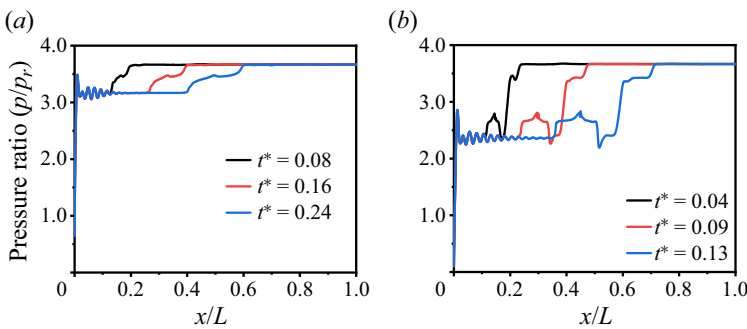 (a)
(b)
Pressure ratio (p/pr)
4.0
3.0
2.0
1.0
0
0.2
0.4
0.6
0.8
1.0
x/L
t* = 0.08
t* = 0.16
t* = 0.24
4.0
3.0
2.0
1.0
0
0.2
0.4
0.6
0.8
1.0
x/L
t* = 0.04
t* = 0.09
t* = 0.13